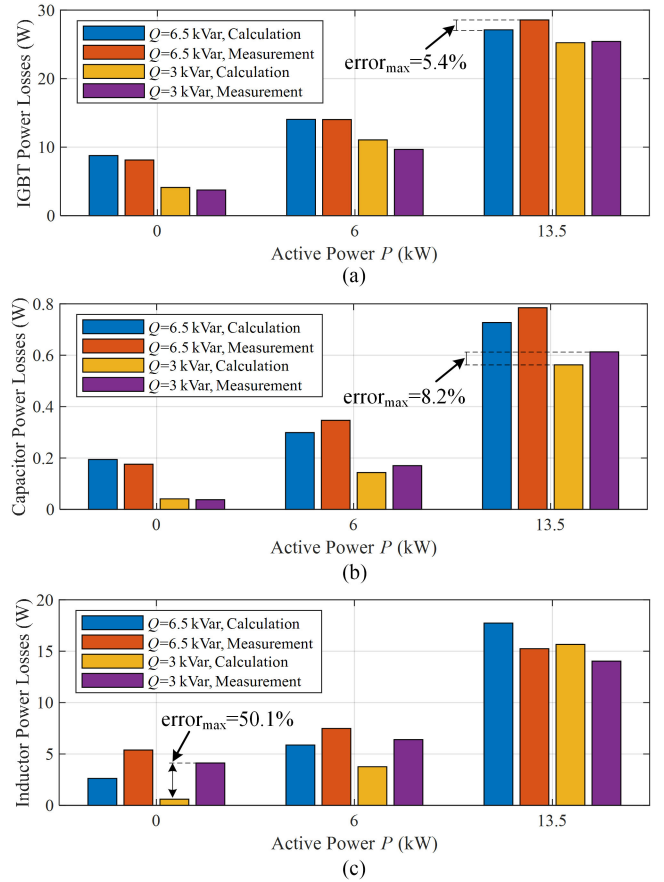 IGBT Power Losses (W)
30
20
10
0
Q=6.5 kVar, Calculation
Q=6.5 kVar, Measurement
Q=3 kVar, Calculation
Q=3 kVar, Measurement
error_max=5.4%
0 6 13.5
Active Power P (kW)
(a)
Capacitor Power Losses (W)
0.8
0.6
0.4
0.2
0
Q=6.5 kVar, Calculation
Q=6.5 kVar, Measurement
Q=3 kVar, Calculation
Q=3 kVar, Measurement
error_max=8.2%
0 6 13.5
Active Power P (kW)
(b)
Inductor Power Losses (W)
20
15
10
5
0
Q=6.5 kVar, Calculation
Q=6.5 kVar, Measurement
Q=3 kVar, Calculation
Q=3 kVar, Measurement
error_max=50.1%
0 6 13.5
Active Power P (kW)
(c)